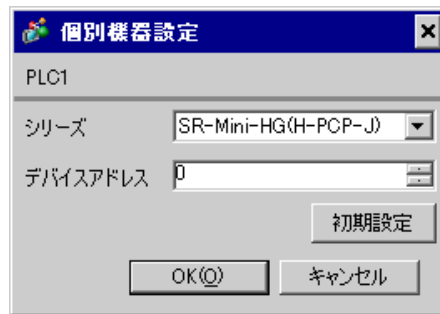 個別機器設定
PLC1
シリーズ SR-Mini-HG(H-PCP-J)
デバイスアドレス 0
初期設定
OK(O) キャンセル